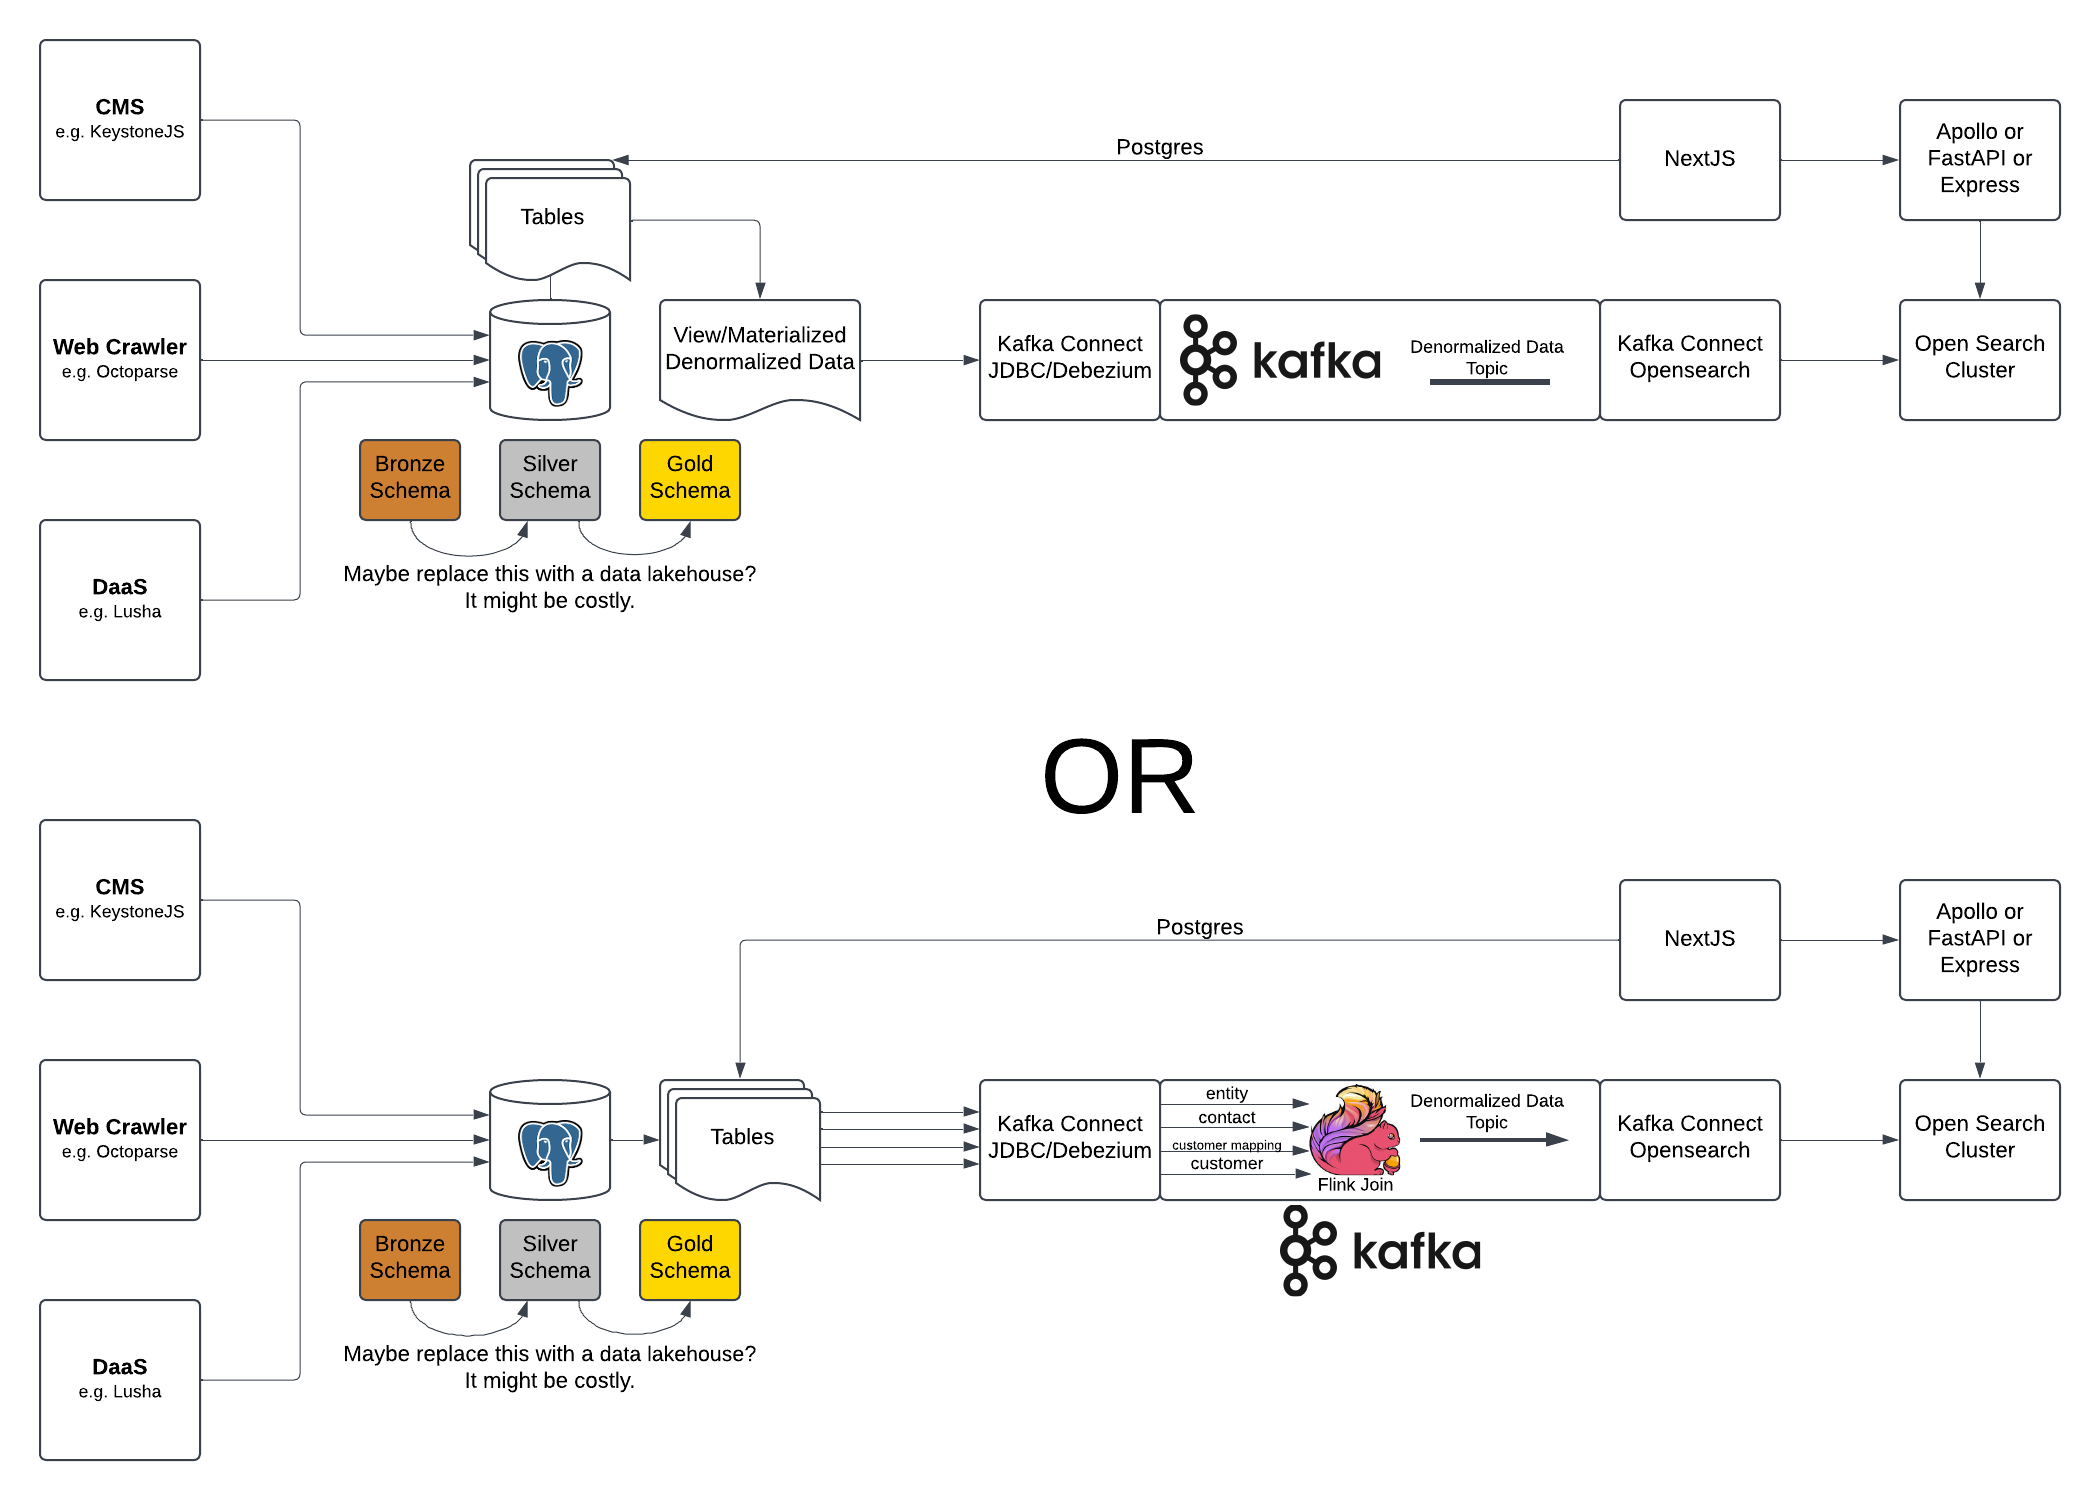 CMS
e.g. KeystoneJS
Postgres
NextJS
Apollo or
FastAPI or
Express
Tables
Web Crawler
e.g. Octoparse
View/Materialized
Denormalized Data
Kafka Connect
JDBC/Debezium
kafka
Denormalized Data
Topic
Kafka Connect
Opensearch
Open Search
Cluster
Bronze
Schema
Silver
Schema
Gold
Schema
Maybe replace this with a data lakehouse?
It might be costly.
DaaS
e.g. Lusha
OR
CMS
e.g. KeystoneJS
Postgres
NextJS
Apollo or
FastAPI or
Express
Web Crawler
e.g. Octoparse
Tables
Kafka Connect
JDBC/Debezium
entity
contact
customer mapping
customer
Flink Join
Denormalized Data
Topic
Kafka Connect
Opensearch
Open Search
Cluster
kafka
Bronze
Schema
Silver
Schema
Gold
Schema
Maybe replace this with a data lakehouse?
It might be costly.
DaaS
e.g. Lusha